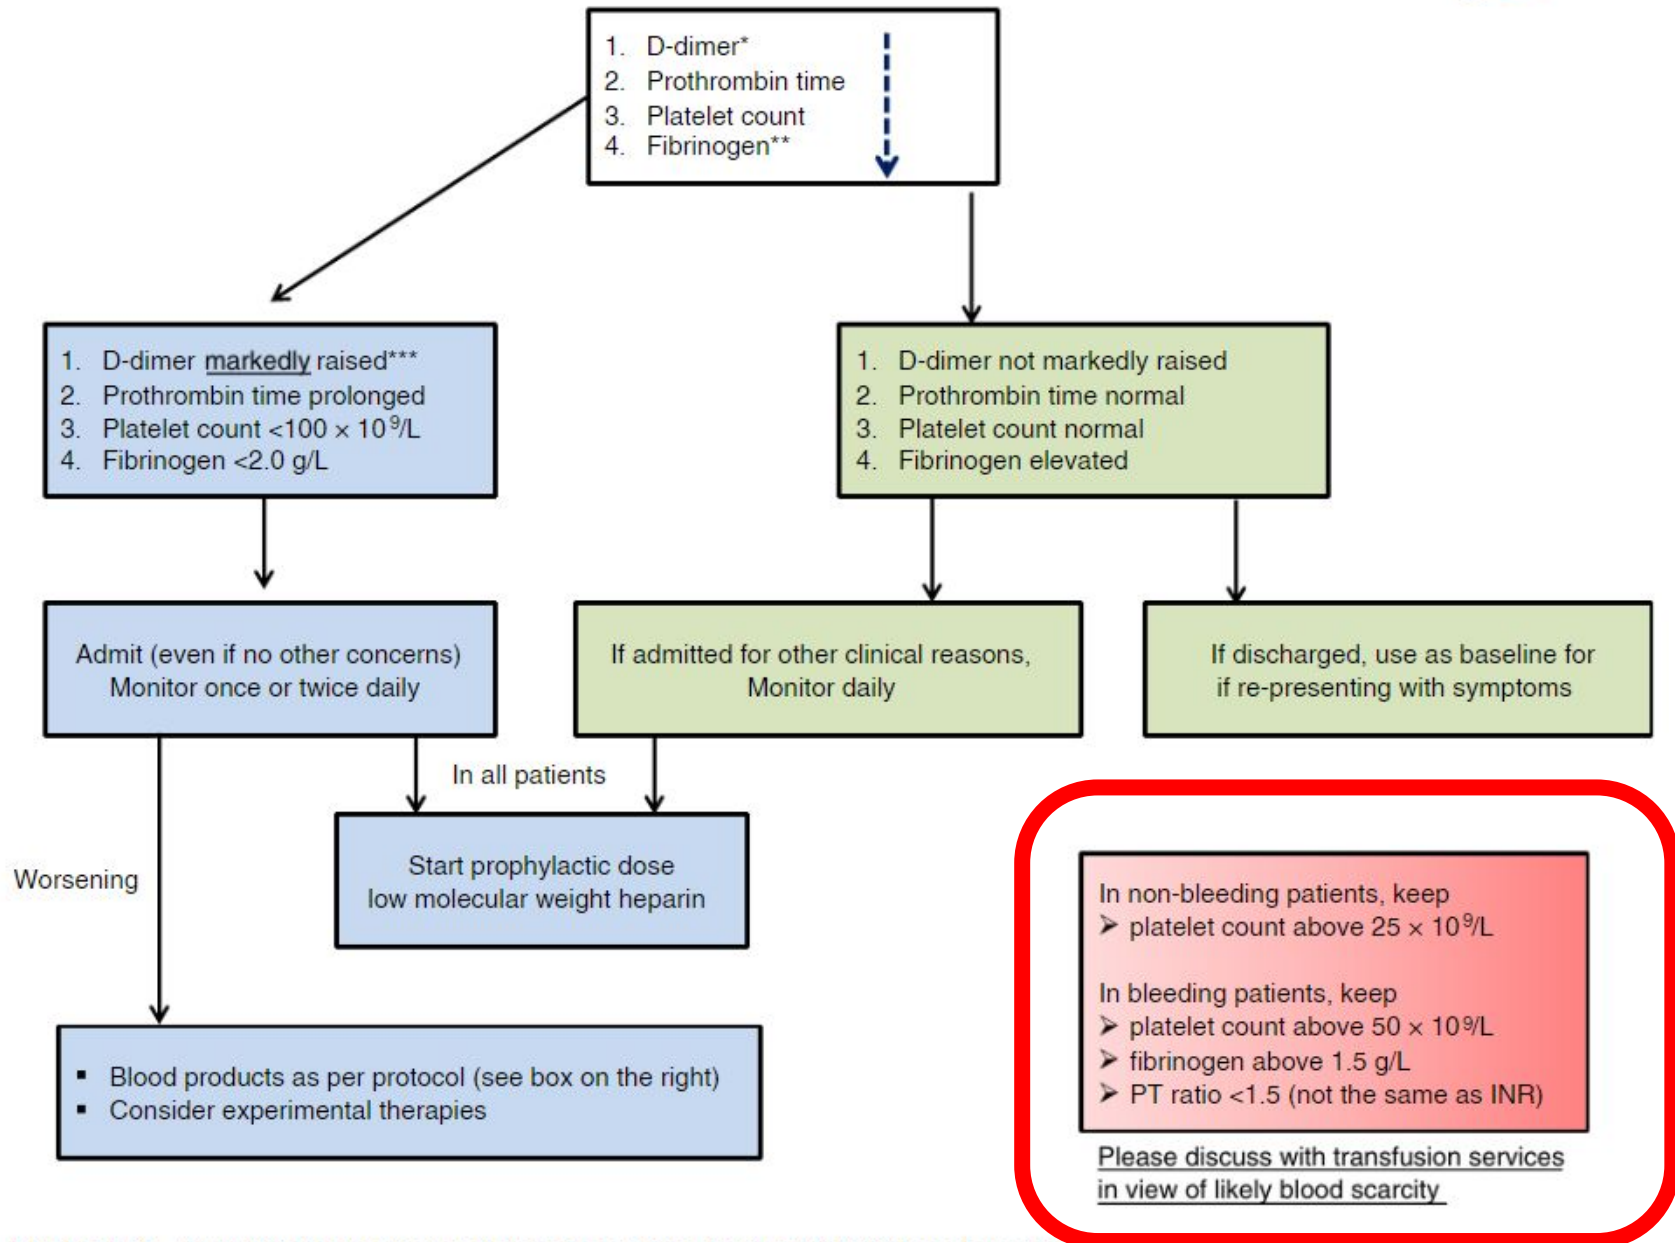 1. D-dimer*
2. Prothrombin time
3. Platelet count
4. Fibrinogen**
1. D-dimer markedly raised***
2. Prothrombin time prolonged
3. Platelet count <100 × 10⁹/L
4. Fibrinogen <2.0 g/L
1. D-dimer not markedly raised
2. Prothrombin time normal
3. Platelet count normal
4. Fibrinogen elevated
Admit (even if no other concerns)
Monitor once or twice daily
If admitted for other clinical reasons,
Monitor daily
If discharged, use as baseline for
if re-presenting with symptoms
In all patients
Worsening
Start prophylactic dose
low molecular weight heparin
▪ Blood products as per protocol (see box on the right)
▪ Consider experimental therapies
In non-bleeding patients, keep
➢ platelet count above 25 × 10⁹/L
In bleeding patients, keep
➢ platelet count above 50 × 10⁹/L
➢ fibrinogen above 1.5 g/L
➢ PT ratio <1.5 (not the same as INR)
Please discuss with transfusion services
in view of likely blood scarcity